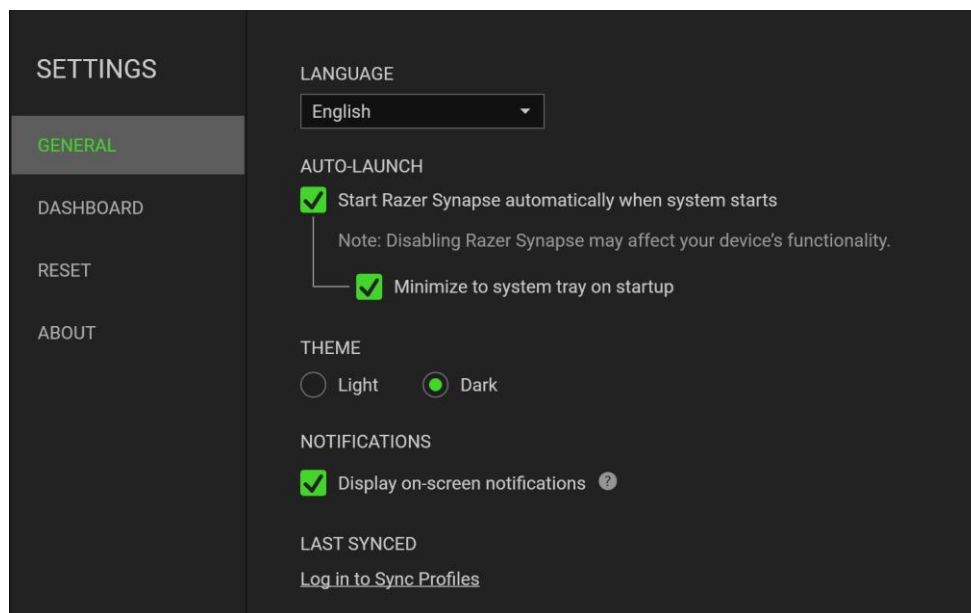 SETTINGS
GENERAL
DASHBOARD
RESET
ABOUT
LANGUAGE
English
AUTO-LAUNCH
Start Razer Synapse automatically when system starts
Note: Disabling Razer Synapse may affect your device’s functionality.
Minimize to system tray on startup
THEME
Light Dark
NOTIFICATIONS
Display on-screen notifications ?
LAST SYNCED
Log in to Sync Profiles